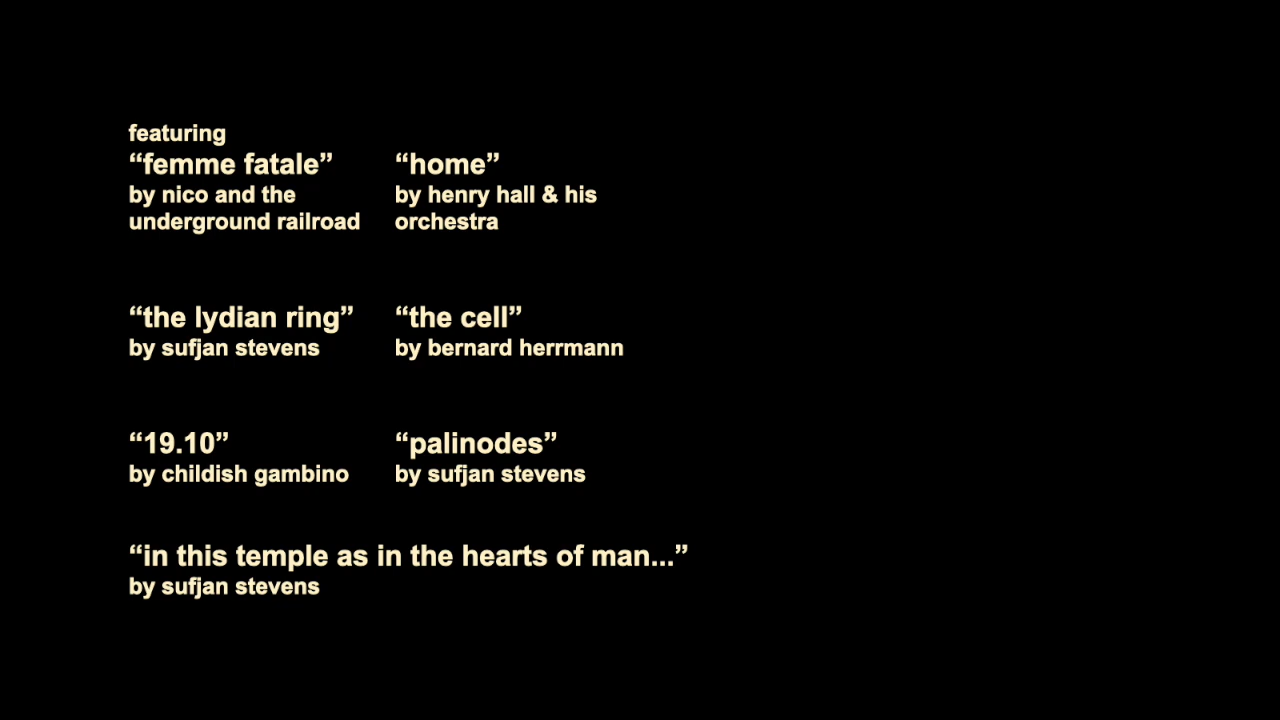 featuring
“femme fatale”
by nico and the
underground railroad
“home”
by henry hall & his
orchestra
“the lydian ring”
by sufjan stevens
“the cell”
by bernard herrmann
“19.10”
by childish gambino
“palinodes”
by sufjan stevens
“in this temple as in the hearts of man...”
by sufjan stevens